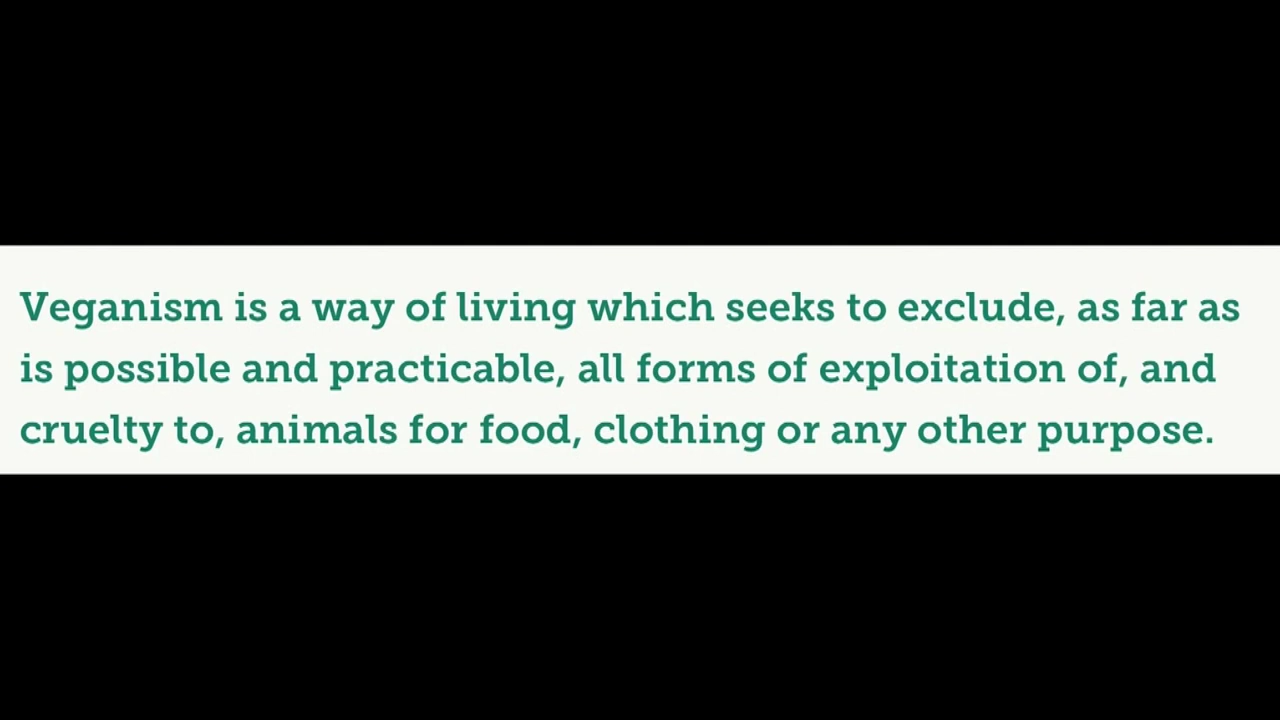 Veganism is a way of living which seeks to exclude, as far as
is possible and practicable, all forms of exploitation of, and
cruelty to, animals for food, clothing or any other purpose.